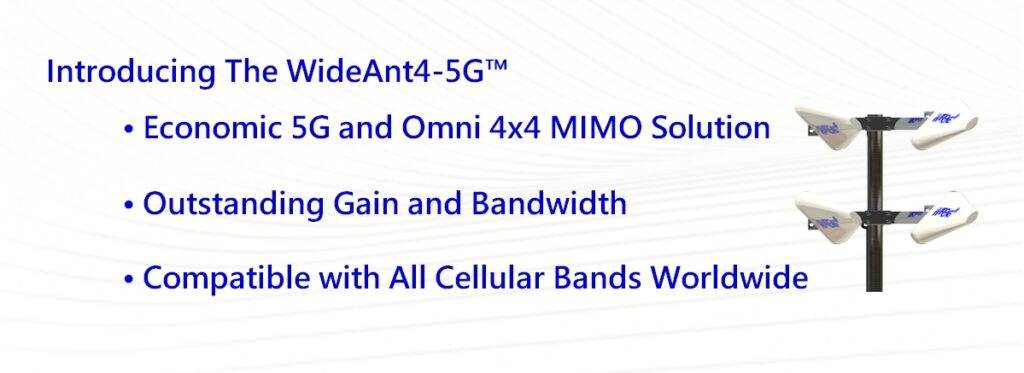 Introducing The WideAnt4-5G™
• Economic 5G and Omni 4x4 MIMO Solution
• Outstanding Gain and Bandwidth
• Compatible with All Cellular Bands Worldwide